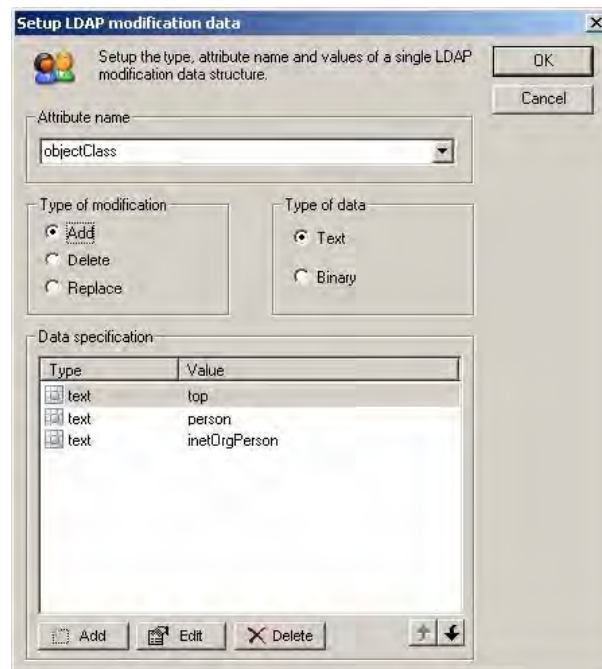 Setup LDAP modification data
Setup the type, attribute name and values of a single LDAP
modification data structure.
OK
Cancel
Attribute name
objectClass
Type of modification
Add
Delete
Replace
Type of data
Text
Binary
Data specification
Type Value
text top
text person
text inetOrgPerson
Add Edit Delete